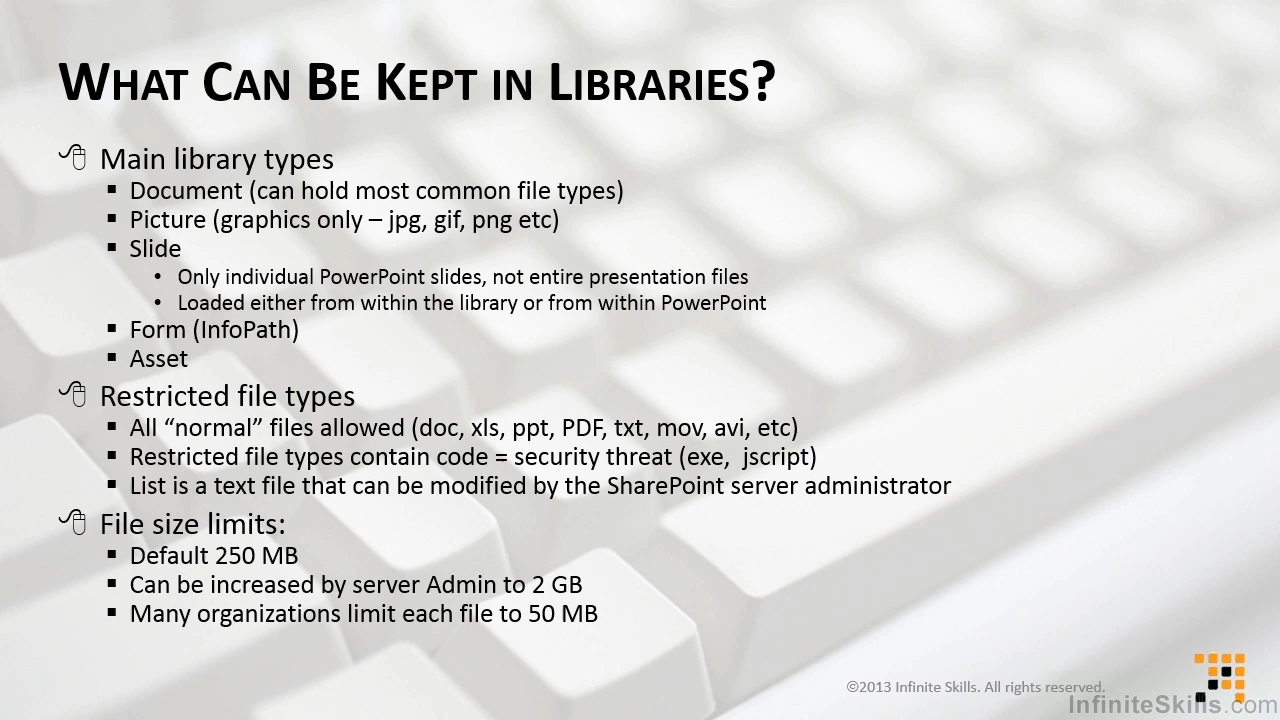 WHAT CAN BE KEPT IN LIBRARIES?
Main library types
Document (can hold most common file types)
Picture (graphics only – jpg, gif, png etc)
Slide
Only individual PowerPoint slides, not entire presentation files
Loaded either from within the library or from within PowerPoint
Form (InfoPath)
Asset
Restricted file types
All “normal” files allowed (doc, xls, ppt, PDF, txt, mov, avi, etc)
Restricted file types contain code = security threat (exe,  jscript)
List is a text file that can be modified by the SharePoint server administrator
File size limits:
Default 250 MB
Can be increased by server Admin to 2 GB
Many organizations limit each file to 50 MB
©2013 Infinite Skills. All rights reserved.
InfiniteSkills.com